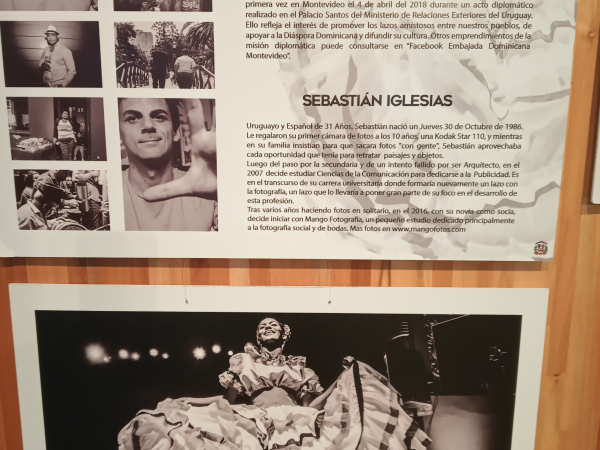 primera vez en Montevideo el 4 de abril del 2018 durante un acto diplomático
realizado en el Palacio Santos del Ministerio de Relaciones Exteriores del Uruguay.
Ello refleja el interés de promover los lazos amistosos entre nuestros pueblos, de
apoyar a la Diáspora Dominicana y difundir su cultura. Otros emprendimientos de la
misión diplomática puede consultarse en "Facebook Embajada Dominicana
Montevideo".
SEBASTIÁN IGLESIAS
Uruguayo y Español de 31 Años, Sebastián nació un Jueves 30 de Octubre de 1986.
Le regalaron su primer cámara de fotos a los 10 años, una Kodak Star 110, y mientras
en su familia insistían para que sacara fotos "con gente", Sebastián aprovechaba
cada oportunidad que tenía para retratar paisajes y objetos.
Luego del paso por la secundaria y de un intento fallido por ser Arquitecto, en el
2007 decide estudiar Ciencias de la Comunicación para dedicarse a la Publicidad. Es
en el transcurso de su carrera universitaria donde formaría nuevamente un lazo con
la fotografía, un lazo que lo llevaría a poner gran parte de su foco en el desarrollo de
esta profesión.
Tras varios años haciendo fotos en solitario, en el 2016, con su novia como socia,
decide iniciar con Mango Fotografía, un pequeño estudio dedicado principalmente
a la fotografía social y de bodas. Mas fotos en www.mangofotos.com